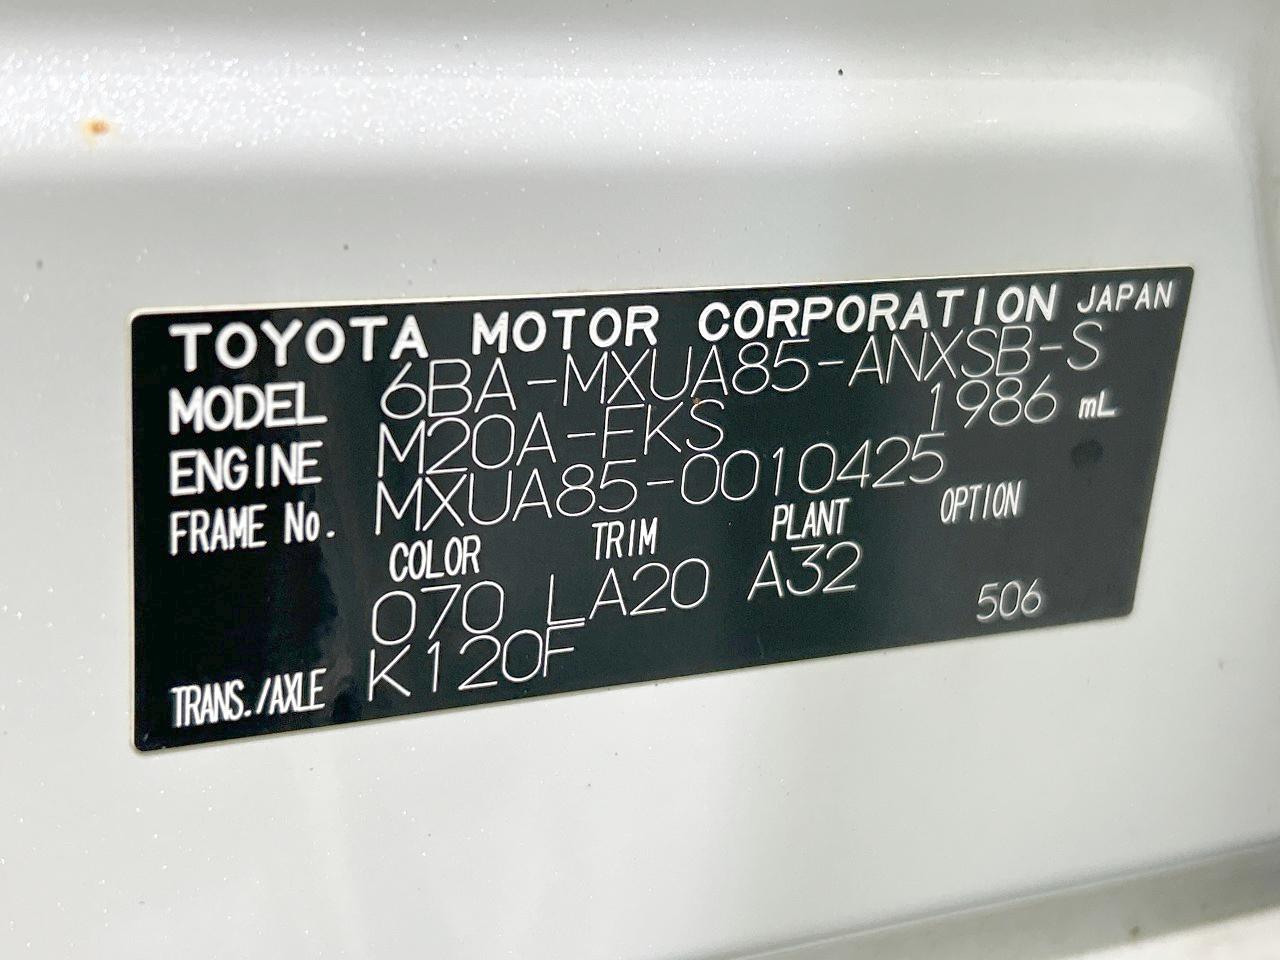 TOYOTA MOTOR CORPORATION JAPAN
MODEL 6BA-MXUA85-ANXSB-S
ENGINE M20A-FKS 1986 mL
FRAME No. MXUA85-0010425
COLOR TRIM PLANT OPTION
070 LA20 A32
506
TRANS./AXLE K120F